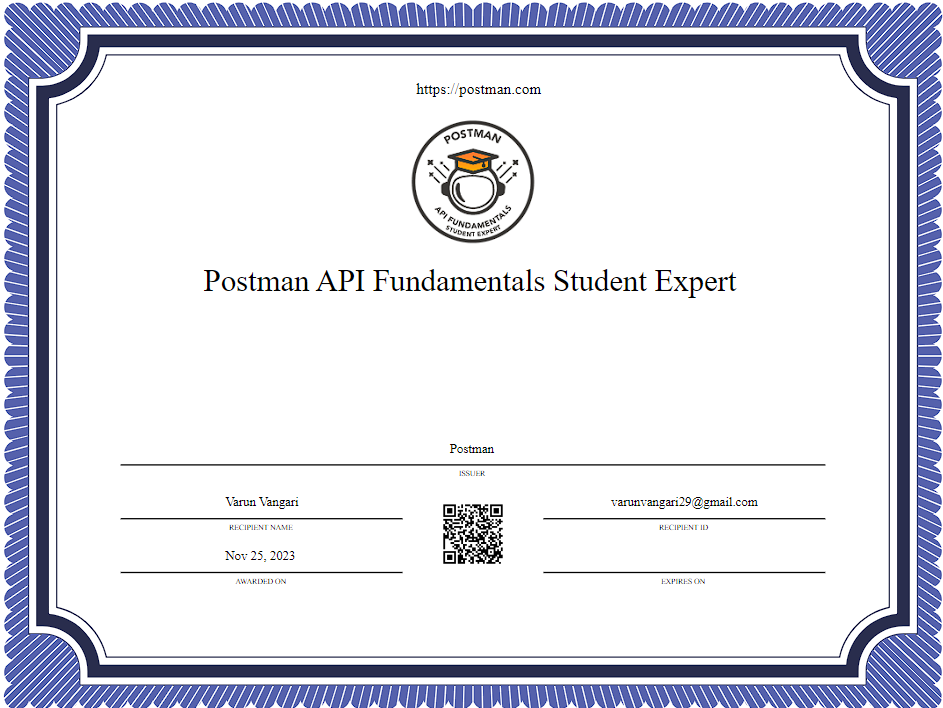 https://postman.com
POSTMAN
API FUNDAMENTALS
STUDENT EXPERT
Postman API Fundamentals Student Expert
Postman
ISSUER
Varun Vangari
varunvangari29@gmail.com
RECIPIENT NAME
RECIPIENT ID
Nov 25, 2023
AWARDED ON
EXPIRES ON